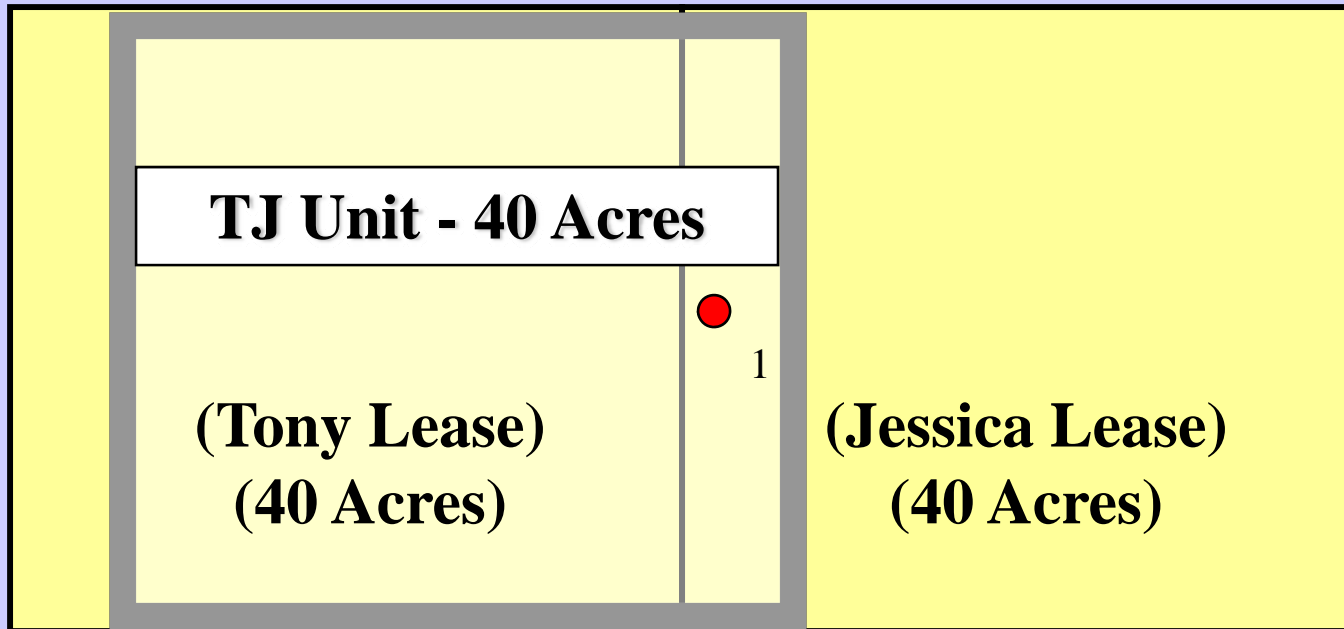 TJ Unit - 40 Acres
1
(Tony Lease)
(40 Acres)
(Jessica Lease)
(40 Acres)